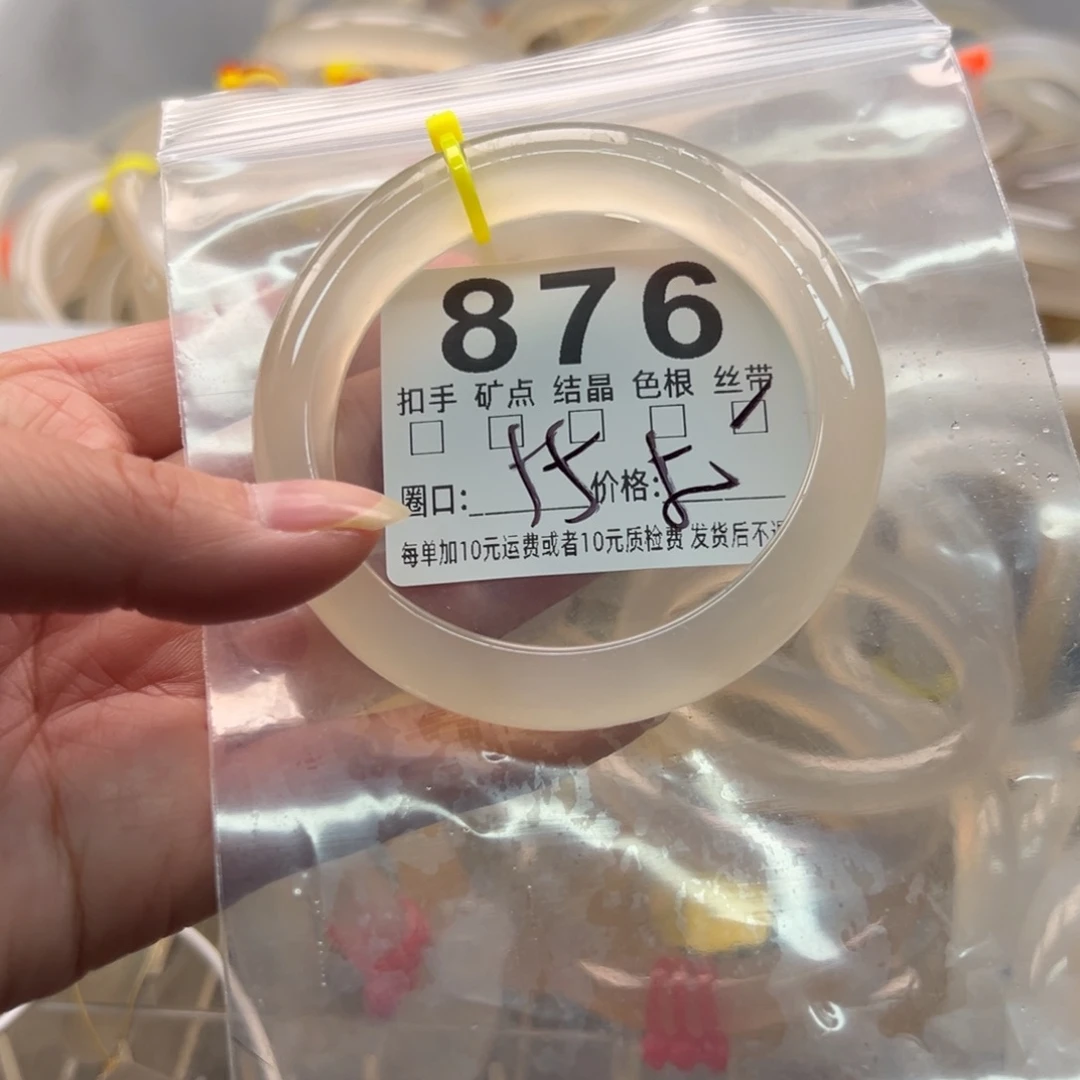 876
扣手 矿点 结晶 色根 丝带
圈口: 55 价格:
每单加10元运费或者10元质检费 发货后不